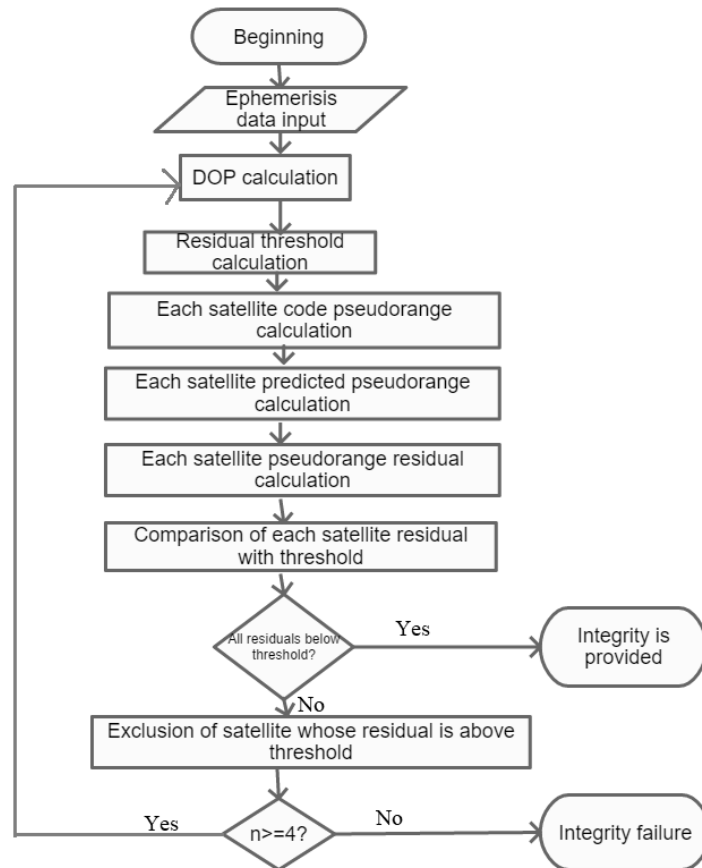 Beginning
Ephemerisis
data input
DOP calculation
Residual threshold
calculation
Each satellite code pseudorange
calculation
Each satellite predicted pseudorange
calculation
Each satellite pseudorange residual
calculation
Comparison of each satellite residual
with threshold
All residuals below
threshold?
Yes
Integrity is
provided
No
Exclusion of satellite whose residual is above
threshold
Yes
n>=4?
No
Integrity failure